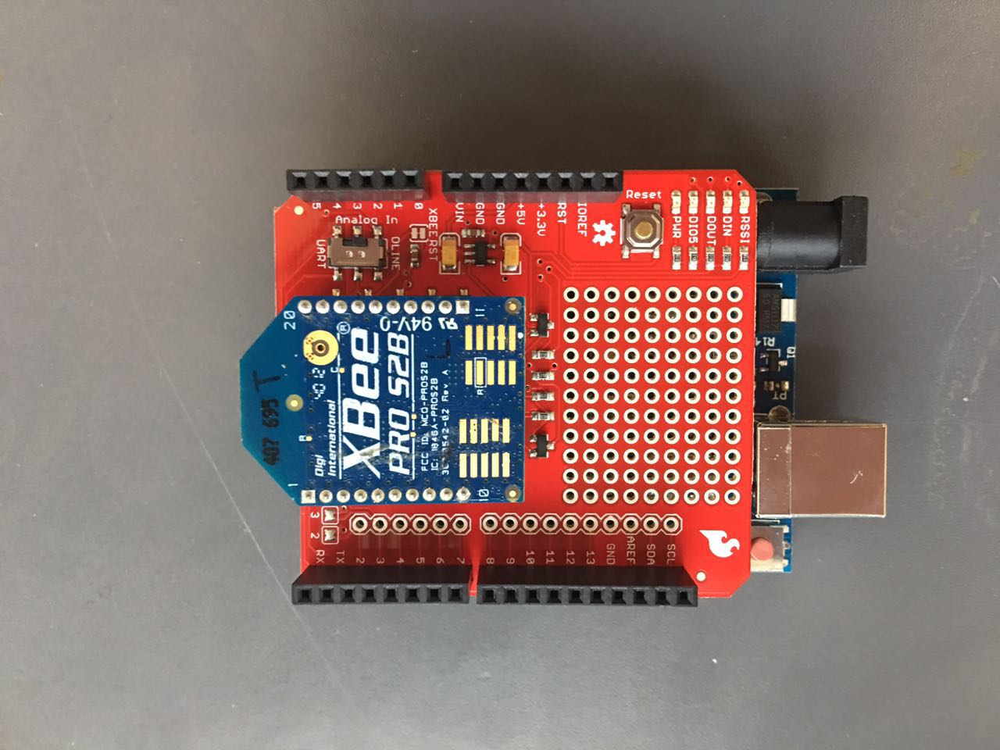 5
4
3
2
1
0
Analog In
UART
DLINE
XBEERST
VIN
GND
GND
+5V
+3.3V
RST
IOREF
Reset
PWR
DIO5
DOUT
DIN
RSSI
20
11
94V-0
®
XBee
PRO S2B
FCC ID: MCQ-PROS2B
IC: 1846A-PROS2B
Rev A
Digi
International
4012
C
R
R
L
407 695 T
1
10
3
2
RX
TX
2
3
4
5
6
7
8
9
10
11
12
13
GND
AREF
SDA
SCL
R14
Q1